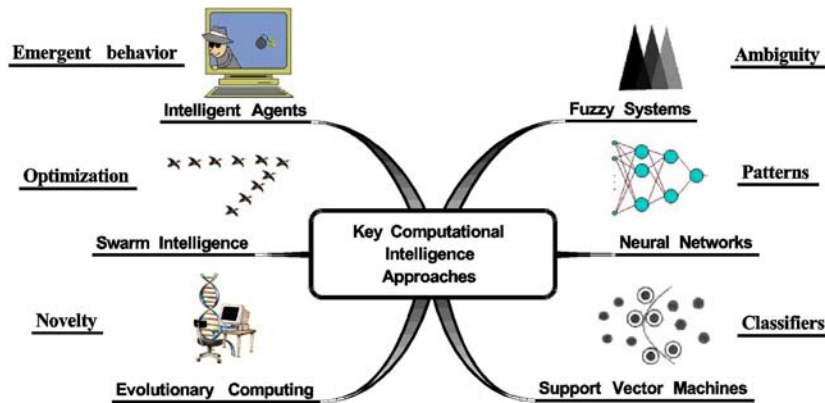 Emergent behavior
Ambiguity
Intelligent Agents
Fuzzy Systems
Optimization
Patterns
Key Computational
Intelligence
Approaches
Swarm Intelligence
Neural Networks
Novelty
Classifiers
Evolutionary Computing
Support Vector Machines